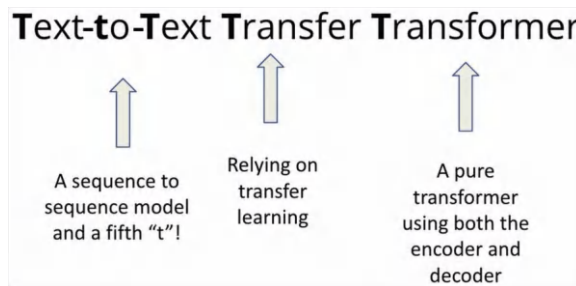 Text-to-Text Transfer Transformer
A sequence to
sequence model
and a fifth “t”!
Relying on
transfer
learning
A pure
transformer
using both the
encoder and
decoder